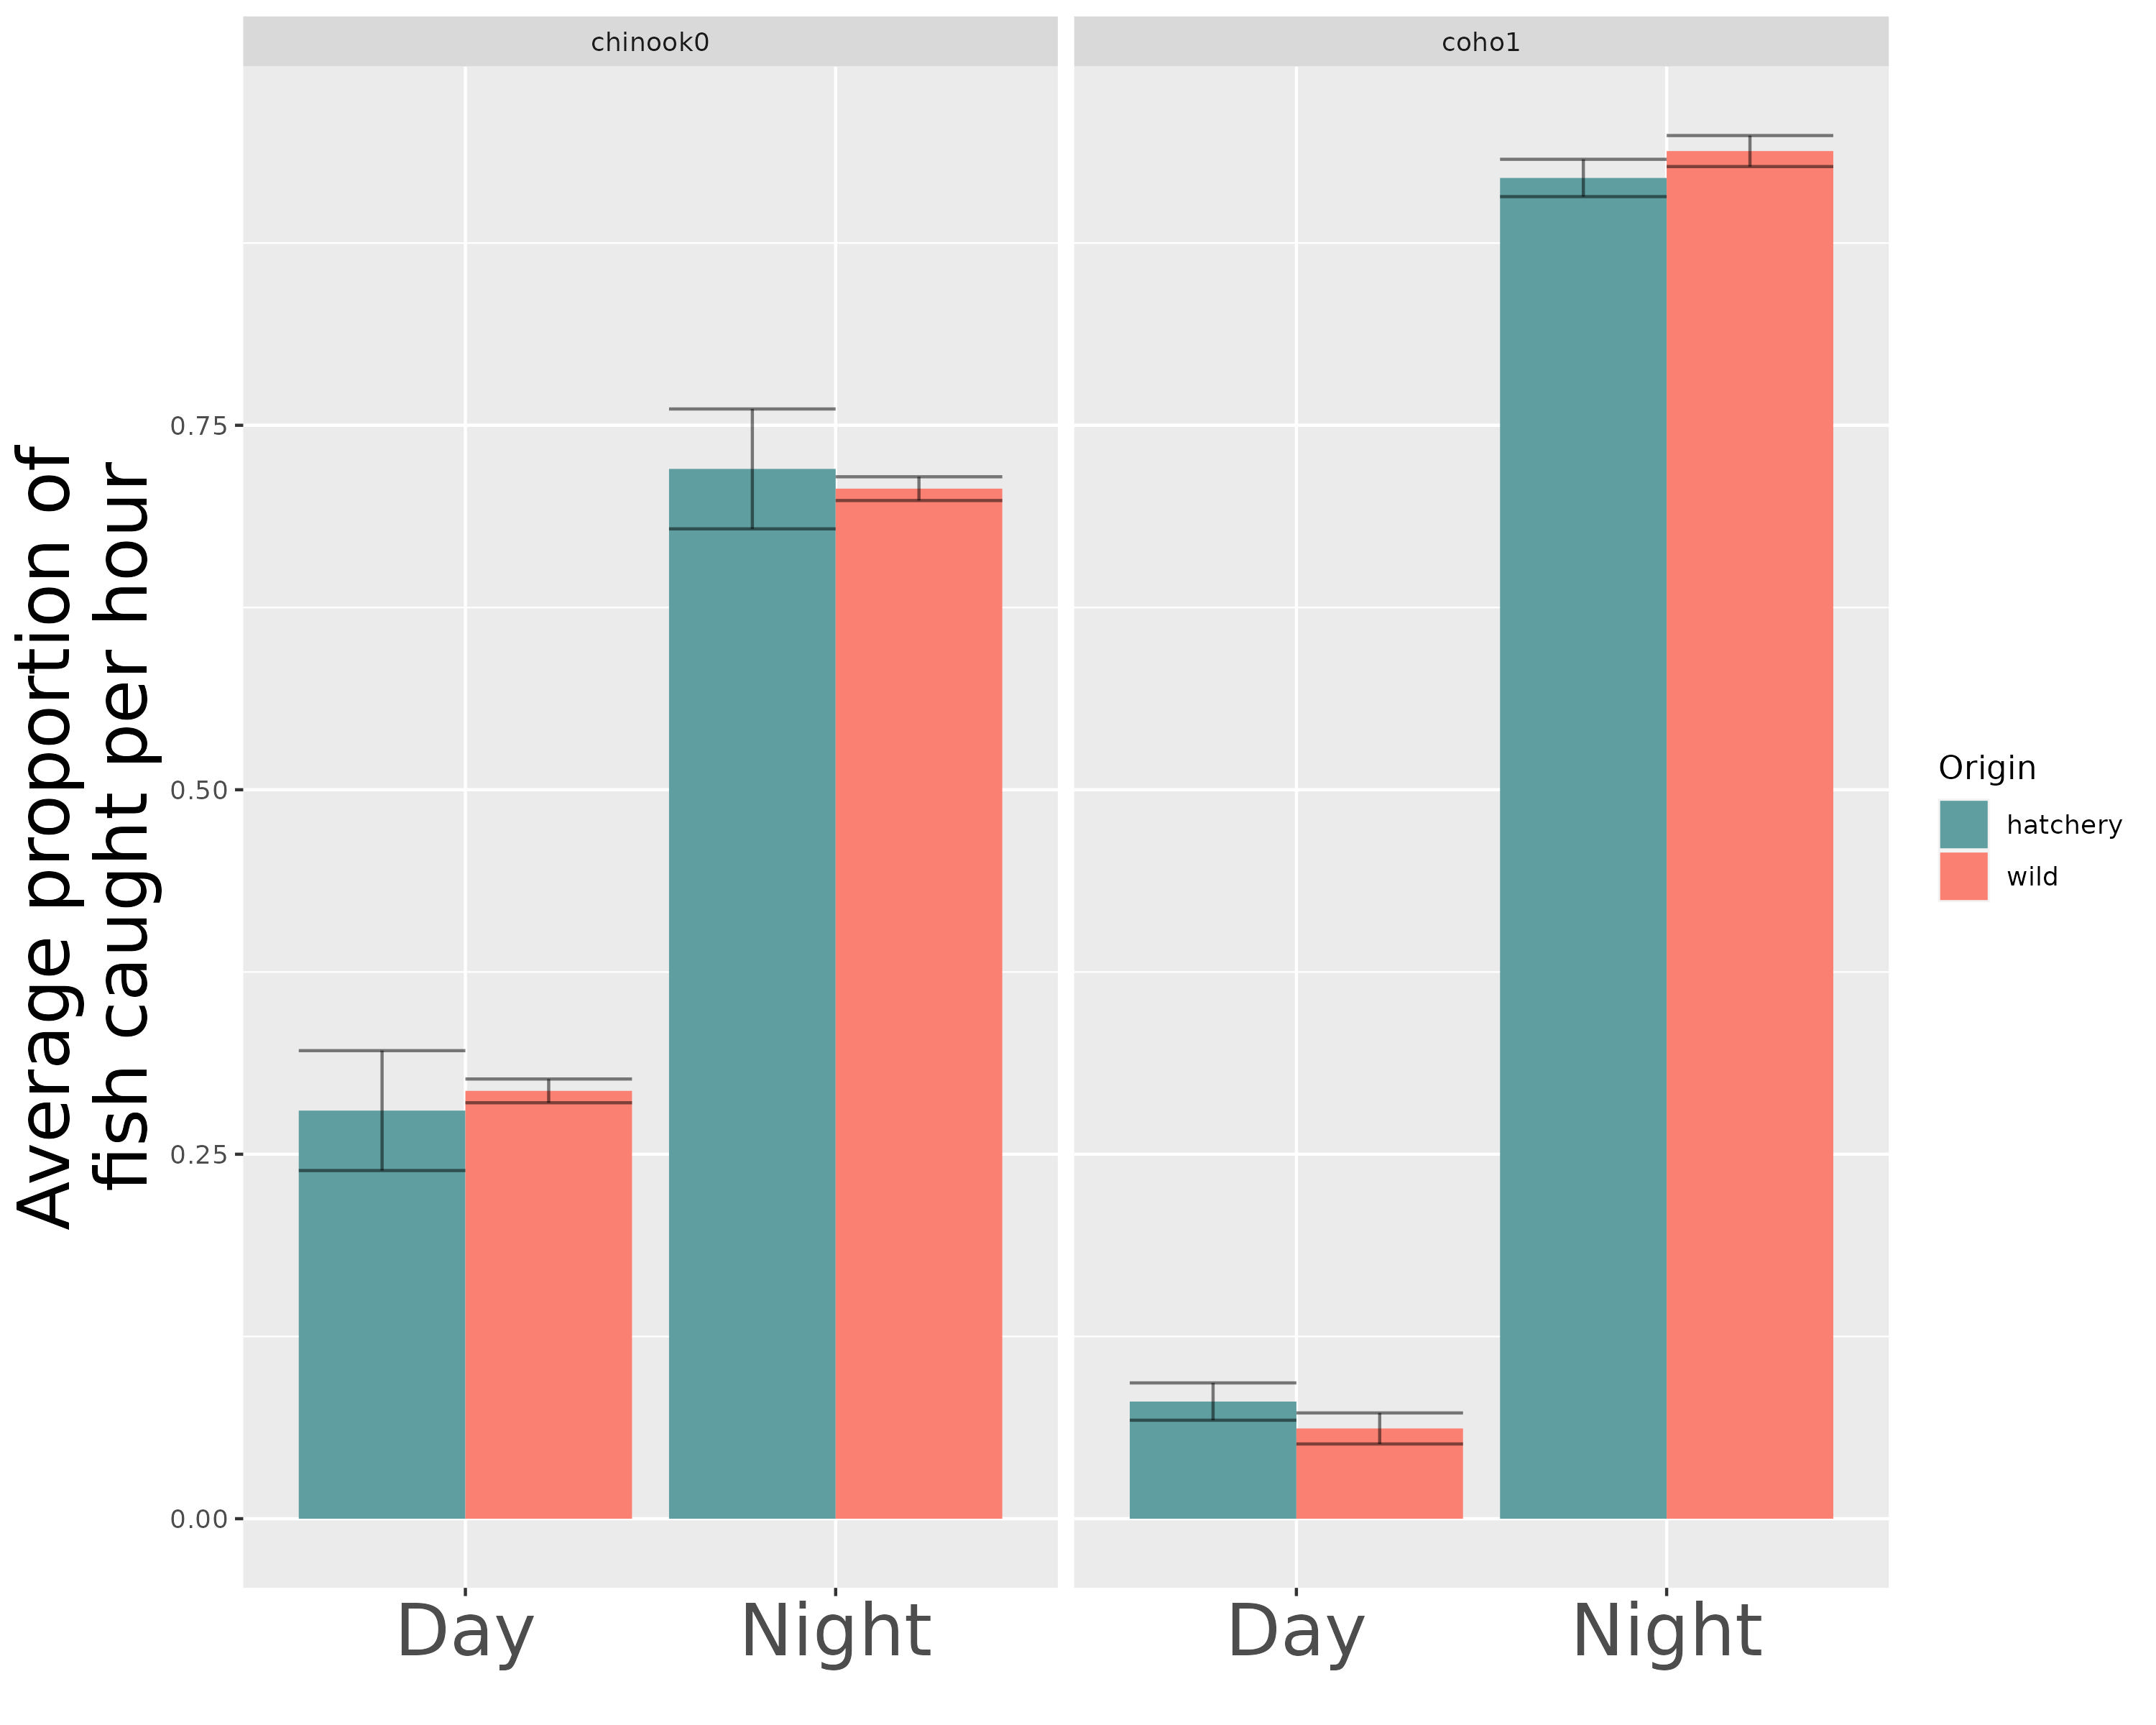 chinook0
coho1
Average proportion of
fish caught per hour
0.75
0.50
0.25
0.00
Day
Night
Day
Night
Origin
hatchery
wild